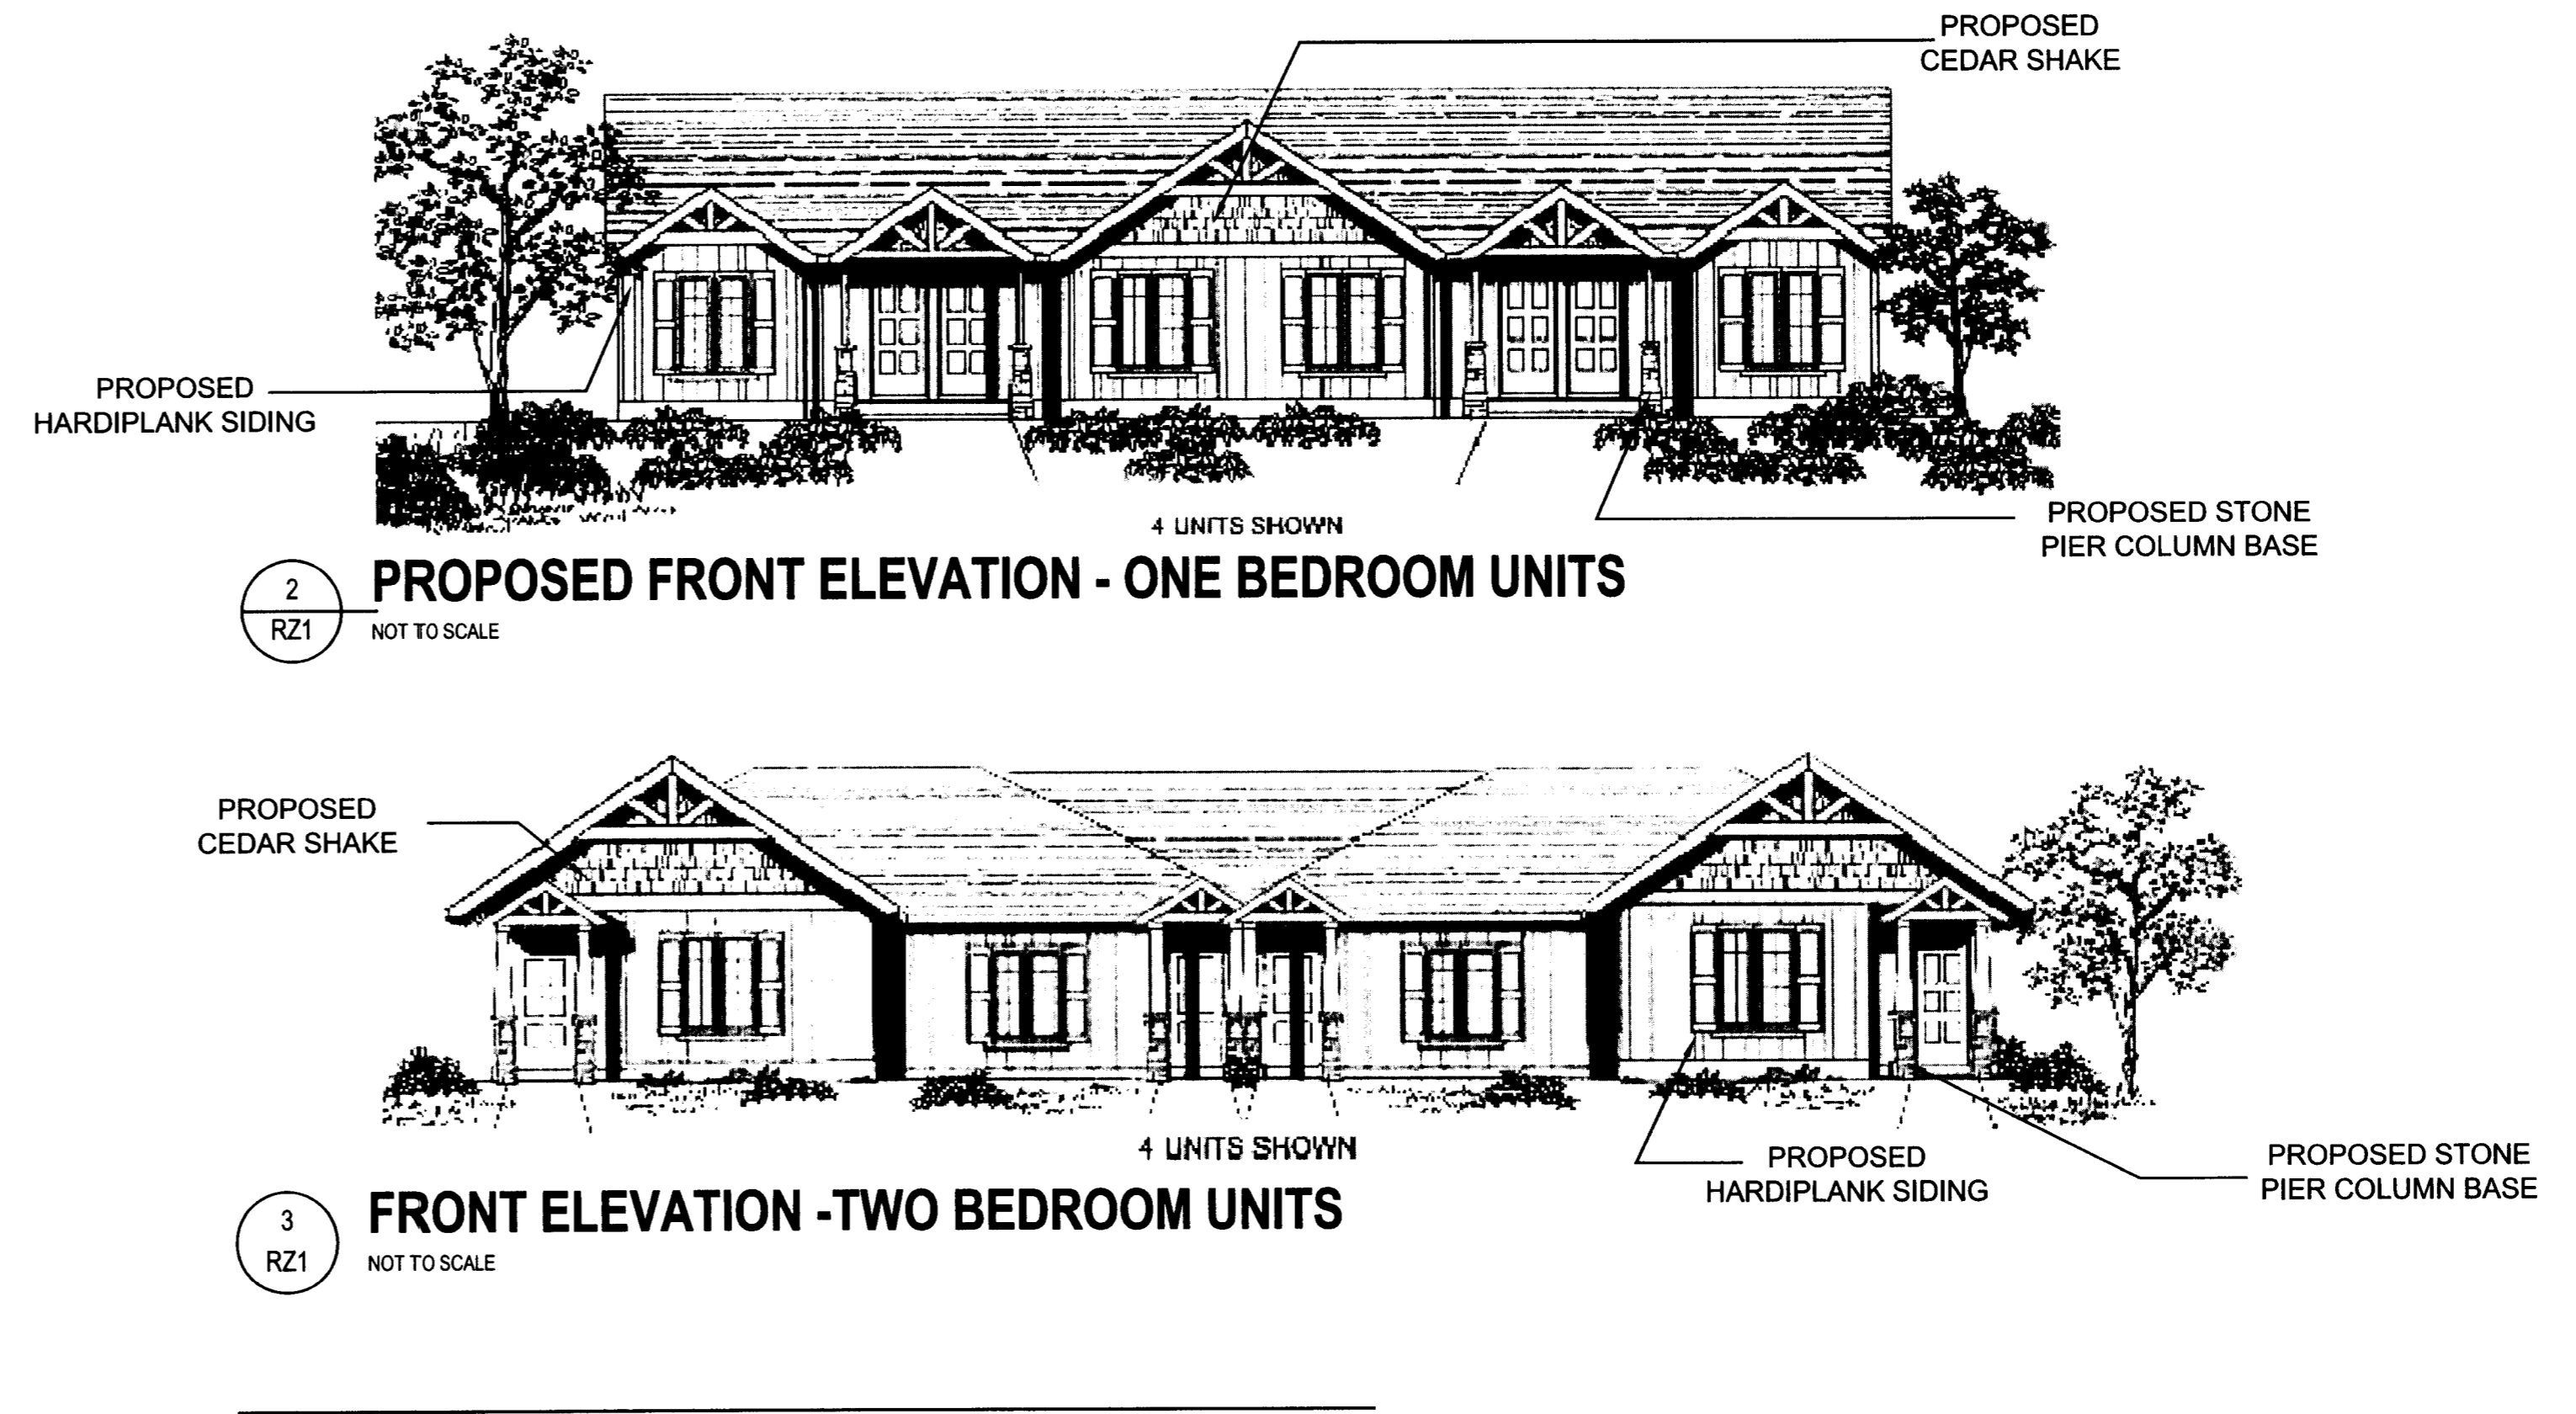 PROPOSED
CEDAR SHAKE
PROPOSED
HARDIPLANK SIDING
PROPOSED STONE
PIER COLUMN BASE
4 UNITS SHOWN
2
RZ1
PROPOSED FRONT ELEVATION - ONE BEDROOM UNITS
NOT TO SCALE
PROPOSED
CEDAR SHAKE
4 UNITS SHOWN
PROPOSED
HARDIPLANK SIDING
PROPOSED STONE
PIER COLUMN BASE
3
RZ1
FRONT ELEVATION -TWO BEDROOM UNITS
NOT TO SCALE